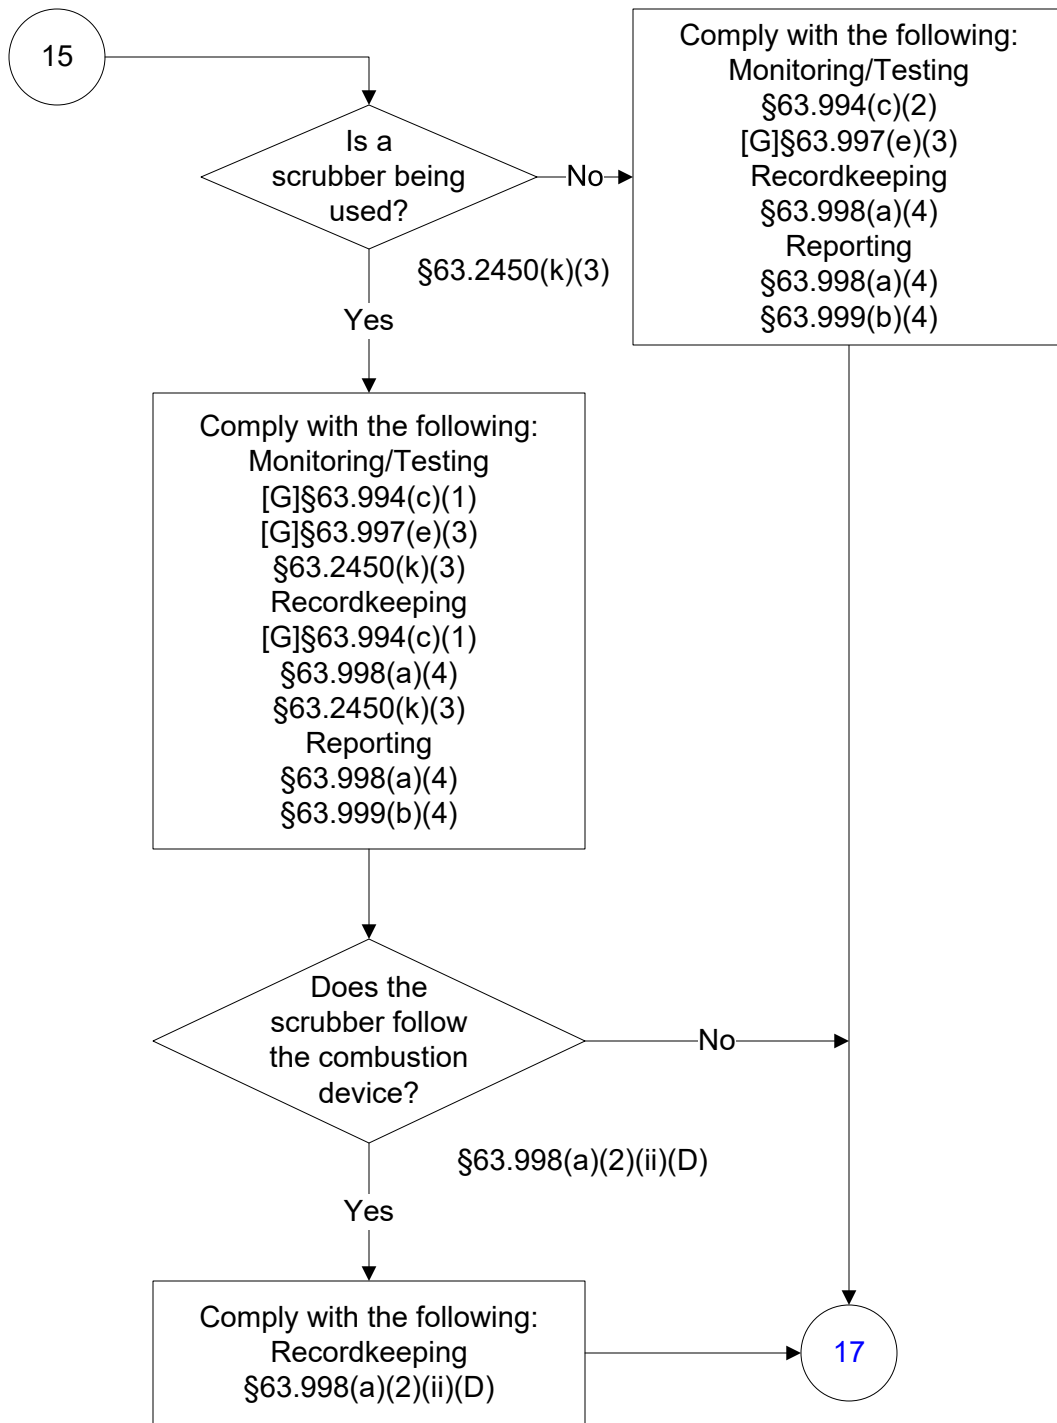 15
Is a
scrubber being
used?
No
§63.2450(k)(3)
Yes
Comply with the following:
Monitoring/Testing
§63.994(c)(2)
[G]§63.997(e)(3)
Recordkeeping
§63.998(a)(4)
Reporting
§63.998(a)(4)
§63.999(b)(4)
Comply with the following:
Monitoring/Testing
[G]§63.994(c)(1)
[G]§63.997(e)(3)
§63.2450(k)(3)
Recordkeeping
[G]§63.994(c)(1)
§63.998(a)(4)
§63.2450(k)(3)
Reporting
§63.998(a)(4)
§63.999(b)(4)
Does the
scrubber follow
the combustion
device?
No
§63.998(a)(2)(ii)(D)
Yes
Comply with the following:
Recordkeeping
§63.998(a)(2)(ii)(D)
17